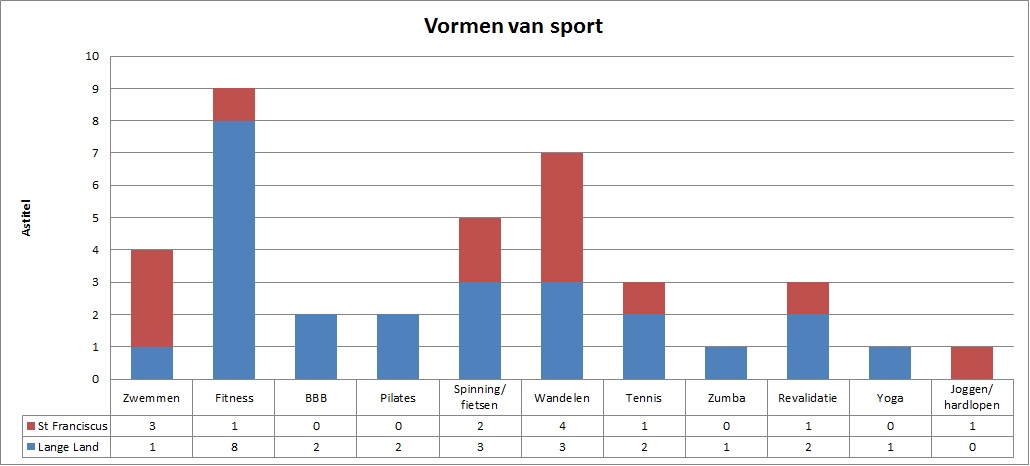 Vormen van sport
Astitel
10
9
8
7
6
5
4
3
2
1
0
Zwemmen Fitness BBB Pilates Spinning/ fietsen Wandelen Tennis Zumba Revalidatie Yoga Joggen/ hardlopen
St Franciscus 3 1 0 0 2 4 1 0 1 0 1
Lange Land 1 8 2 2 3 3 2 1 2 1 0